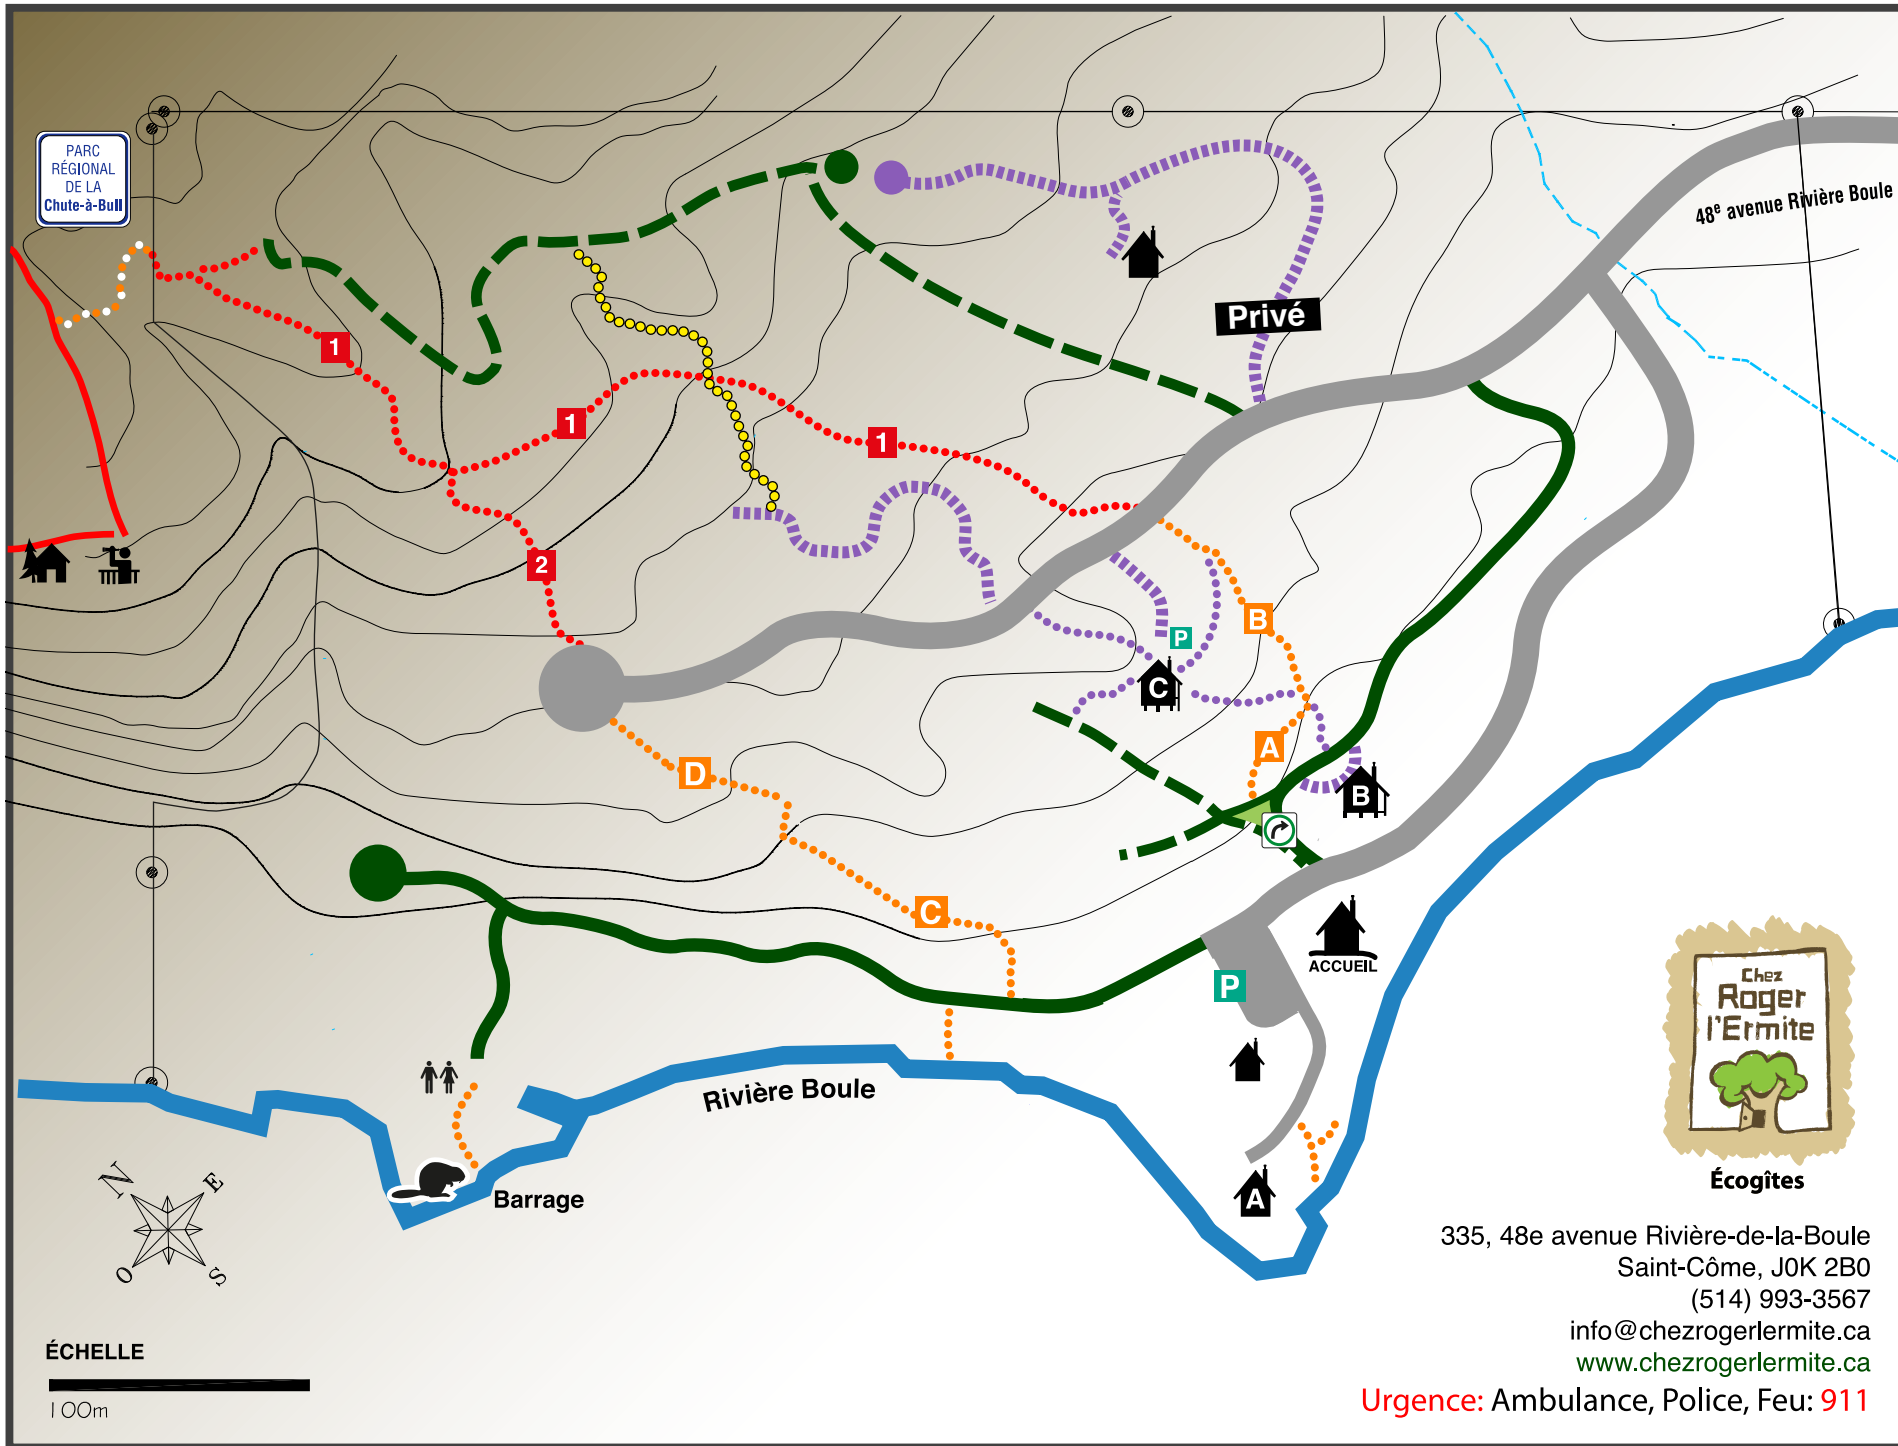 PARC
RÉGIONAL
DE LA
Chute-à-Bull
48e avenue Rivière Boule
Privé
1
1
1
2
B
P
C
A
D
B
C
ACCUEIL
P
Chez
Roger
l'Ermite
Rivière Boule
Écogîtes
Barrage
A
N
E
O
S
335, 48e avenue Rivière-de-la-Boule
Saint-Côme, J0K 2B0
(514) 993-3567
info@chezrogerlermite.ca
www.chezrogerlermite.ca
Urgence: Ambulance, Police, Feu: 911
ÉCHELLE
100m